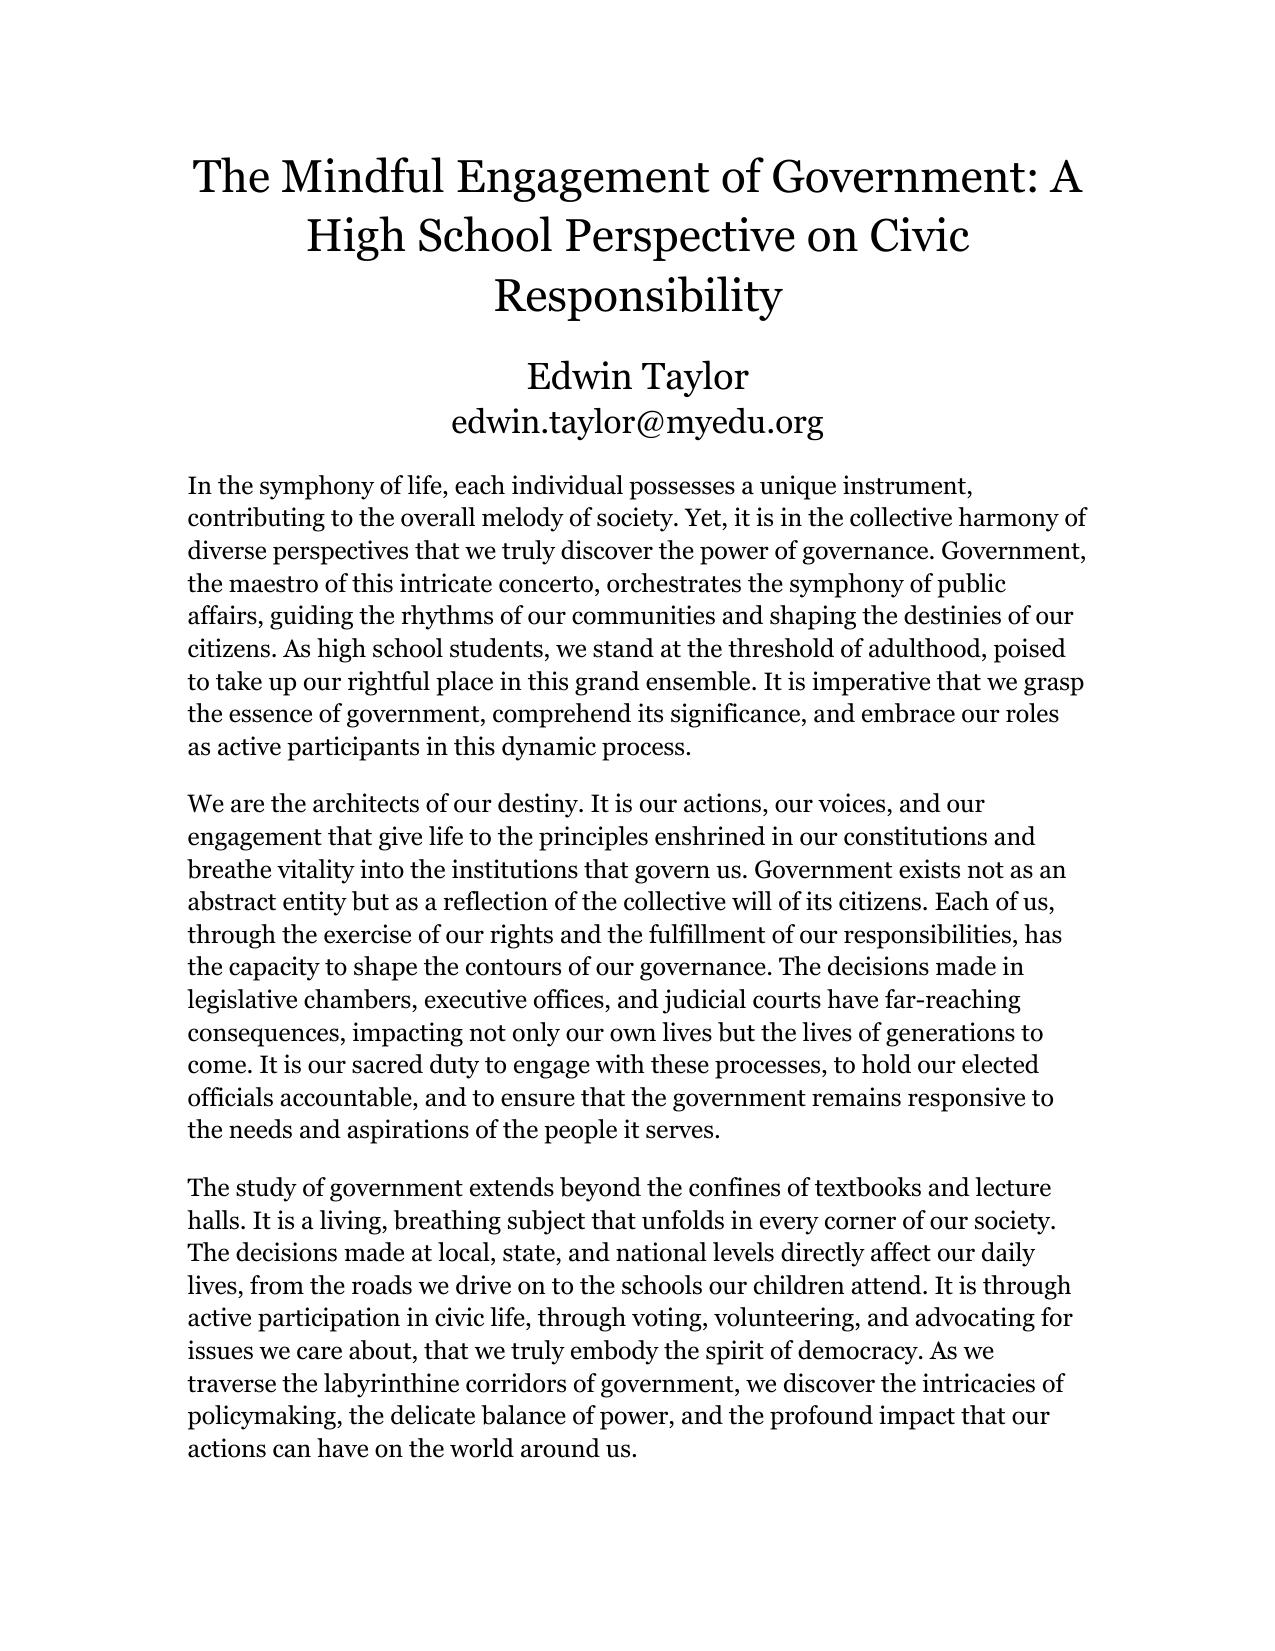 The Mindful Engagement of Government: A
High School Perspective on Civic
Responsibility
Edwin Taylor
edwin.taylor@myedu.org
In the symphony of life, each individual possesses a unique instrument,
contributing to the overall melody of society. Yet, it is in the collective harmony of
diverse perspectives that we truly discover the power of governance. Government,
the maestro of this intricate concerto, orchestrates the symphony of public
affairs, guiding the rhythms of our communities and shaping the destinies of our
citizens. As high school students, we stand at the threshold of adulthood, poised
to take up our rightful place in this grand ensemble. It is imperative that we grasp
the essence of government, comprehend its significance, and embrace our roles
as active participants in this dynamic process.
We are the architects of our destiny. It is our actions, our voices, and our
engagement that give life to the principles enshrined in our constitutions and
breathe vitality into the institutions that govern us. Government exists not as an
abstract entity but as a reflection of the collective will of its citizens. Each of us,
through the exercise of our rights and the fulfillment of our responsibilities, has
the capacity to shape the contours of our governance. The decisions made in
legislative chambers, executive offices, and judicial courts have far-reaching
consequences, impacting not only our own lives but the lives of generations to
come. It is our sacred duty to engage with these processes, to hold our elected
officials accountable, and to ensure that the government remains responsive to
the needs and aspirations of the people it serves.
The study of government extends beyond the confines of textbooks and lecture
halls. It is a living, breathing subject that unfolds in every corner of our society.
The decisions made at local, state, and national levels directly affect our daily
lives, from the roads we drive on to the schools our children attend. It is through
active participation in civic life, through voting, volunteering, and advocating for
issues we care about, that we truly embody the spirit of democracy. As we
traverse the labyrinthine corridors of government, we discover the intricacies of
policymaking, the delicate balance of power, and the profound impact that our
actions can have on the world around us.